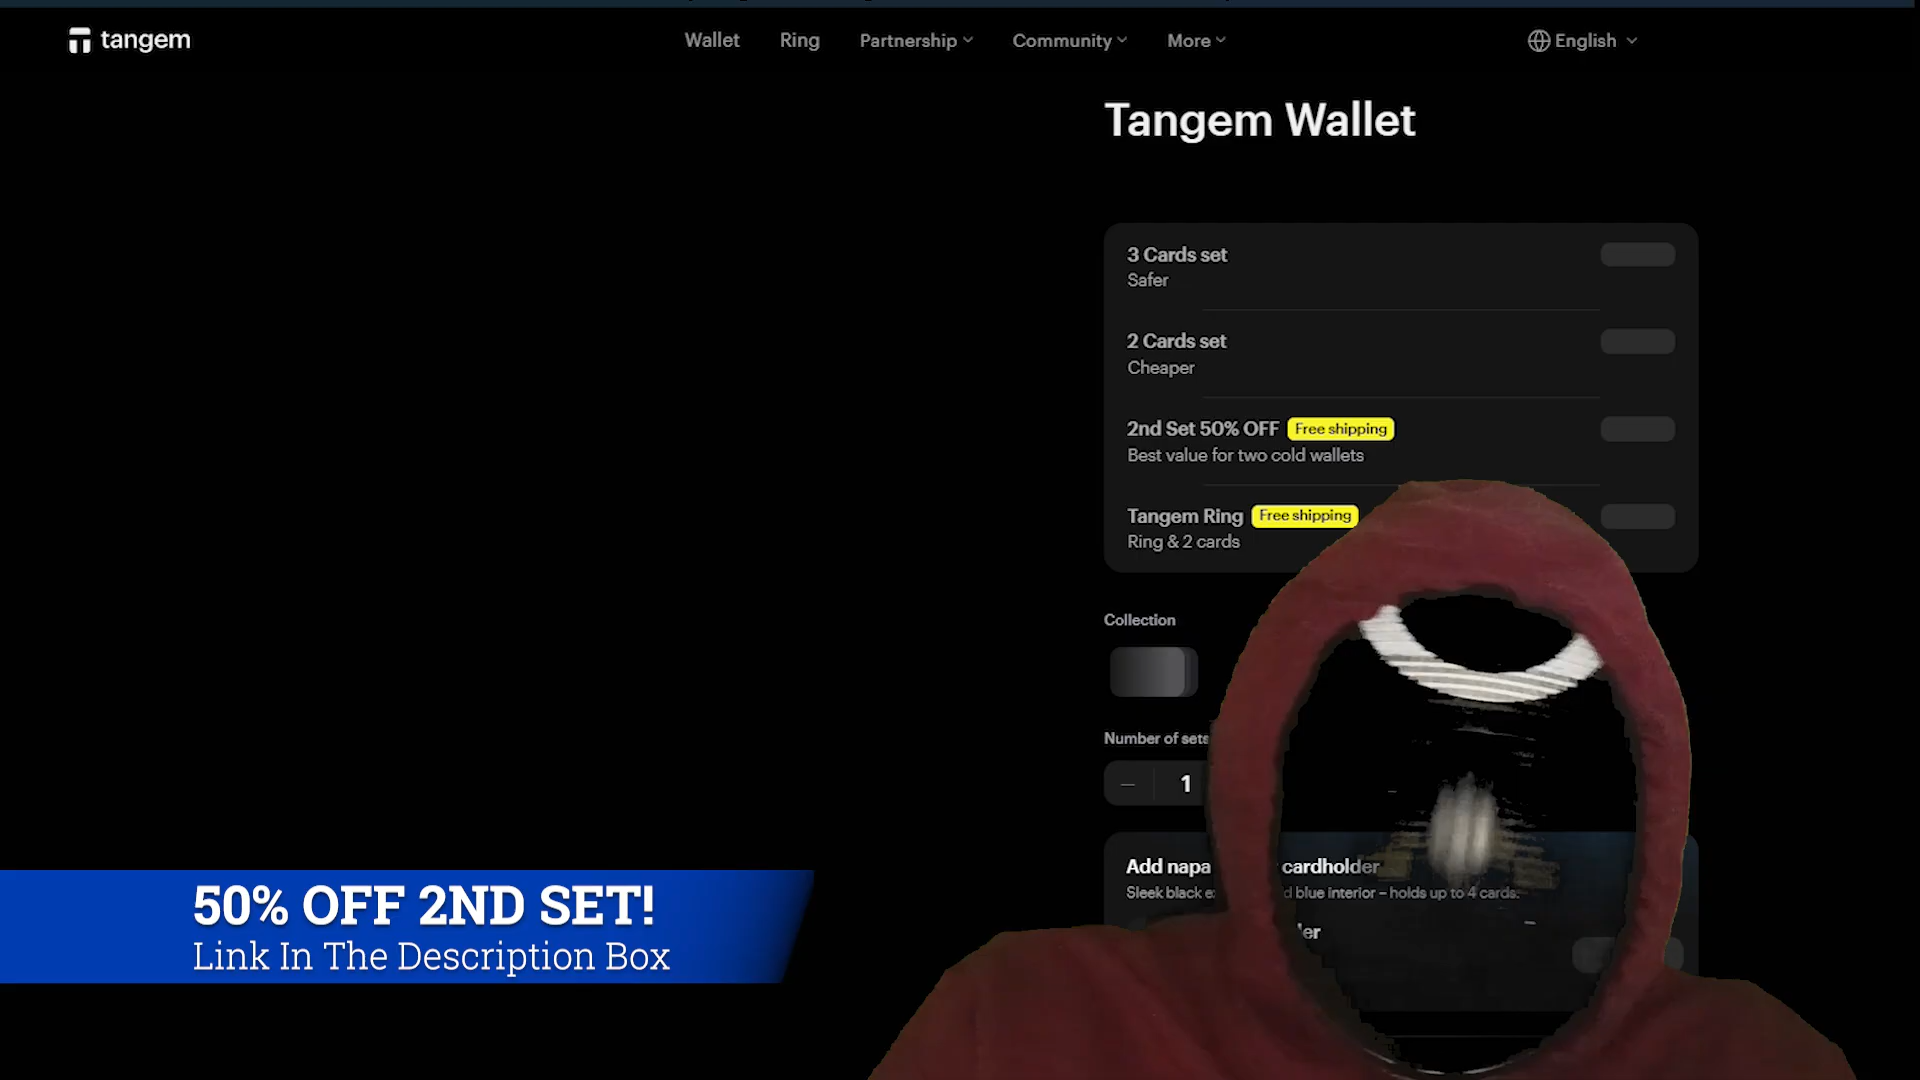 tangem
Wallet
Ring
Partnership
Community
More
English
Tangem Wallet
3 Cards set
Safer
2 Cards set
Cheaper
2nd Set 50% OFF Free shipping
Best value for two cold wallets
Tangem Ring Free shipping
Ring & 2 cards
Collection
Number of sets
1
Add napa cardholder
Sleek black blue interior – holds up to 4 cards.
50% OFF 2ND SET!
Link In The Description Box